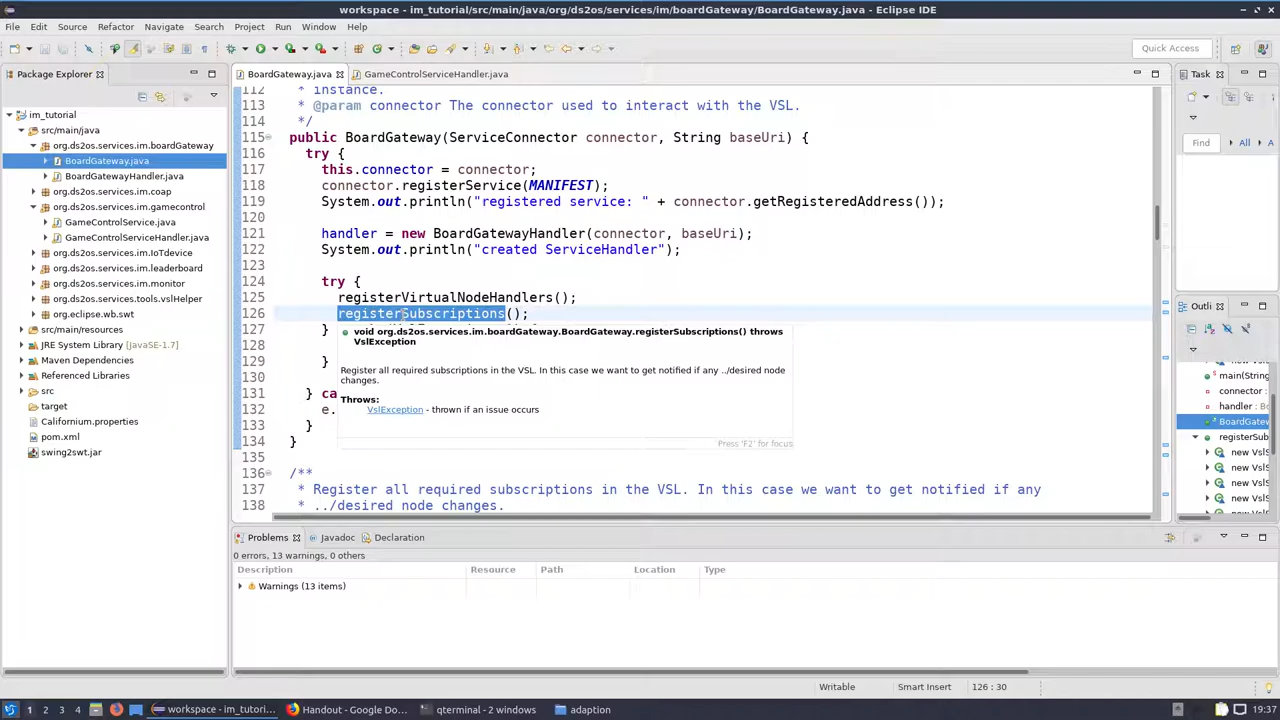 workspace - im_tutorial/src/main/java/org/ds2os/services/im/boardGateway/BoardGateway.java - Eclipse IDE
File Edit Source Refactor Navigate Search Project Run Window Help
Quick Access
Package Explorer
im_tutorial
src/main/java
org.ds2os.services.im.boardGateway
BoardGateway.java
BoardGatewayHandler.java
org.ds2os.services.im.coap
org.ds2os.services.im.gamecontrol
GameControlService.java
GameControlServiceHandler.java
org.ds2os.services.im.IoTdevice
org.ds2os.services.im.leaderboard
org.ds2os.services.im.monitor
org.ds2os.services.tools.vslHelper
org.eclipse.wb.swt
src/main/resources
JRE System Library [JavaSE-1.7]
Maven Dependencies
Referenced Libraries
src
target
Californium.properties
pom.xml
swing2swt.jar
BoardGateway.java GameControlServiceHandler.java
112 * instance.
113 * @param connector The connector used to interact with the VSL.
114 */
115 public BoardGateway(ServiceConnector connector, String baseUri) {
116 try {
117 this.connector = connector;
118 connector.registerService(MANIFEST);
119 System.out.println("registered service: " + connector.getRegisteredAddress());
120
121 handler = new BoardGatewayHandler(connector, baseUri);
122 System.out.println("created ServiceHandler");
123
124 try {
125 registerVirtualNodeHandlers();
126 registerSubscriptions();
127 }
void org.ds2os.services.im.boardGateway.BoardGateway.registerSubscriptions() throws
VslException
Register all required subscriptions in the VSL. In this case we want to get notified if any ../desired node
changes.
Throws:
VslException - thrown if an issue occurs
Press 'F2' for focus
129 }
130
131 } ca
132 e.
133 }
134 }
135
136 /**
137 * Register all required subscriptions in the VSL. In this case we want to get notified if any
138 * ../desired node changes.
Task
Find All A
Outli
main(String
connector :
handler : Be
BoardGatew
registerSub
new VslS
new VslS
new VslS
new VslS
Problems Javadoc Declaration
0 errors, 13 warnings, 0 others
Description Resource Path Location Type
Warnings (13 items)
Writable Smart Insert 126 : 30
1 2 3 4 workspace - im_tutori... Handout - Google Do... qterminal - 2 windows adaption 19:37